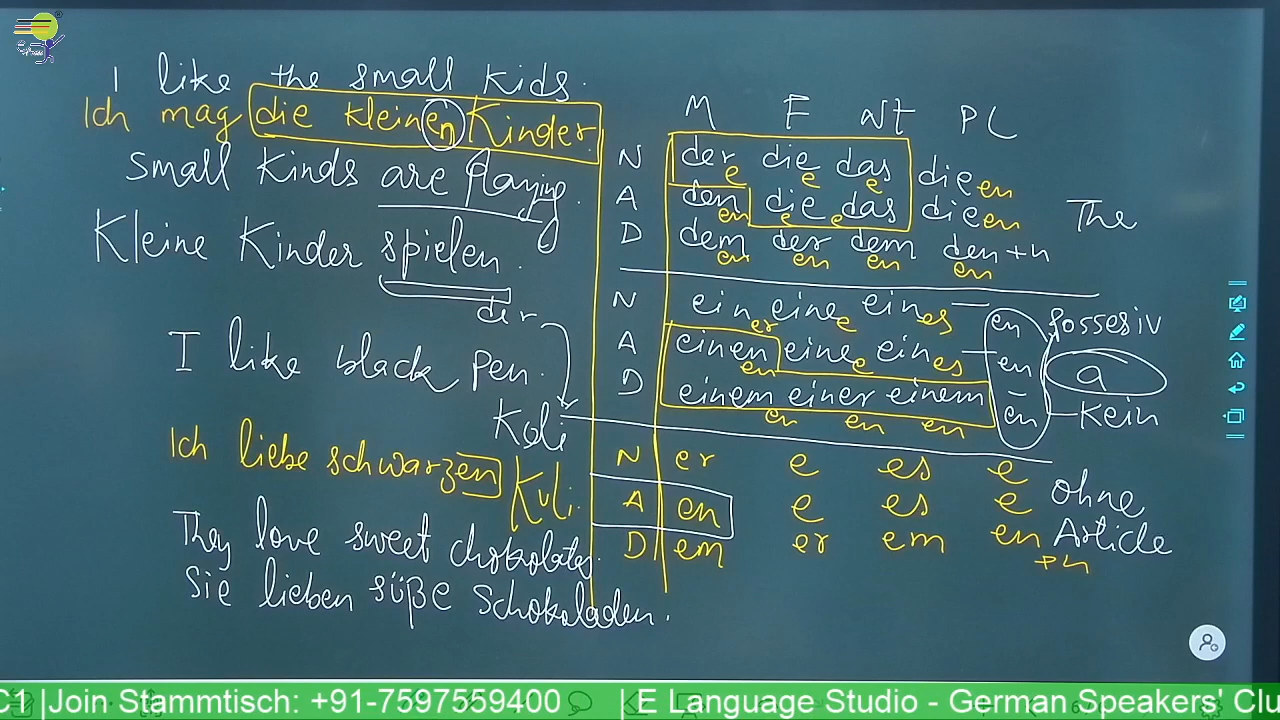 I like the small kids.
Ich mag die kleinen Kinder.
Small Kinds are playing.
Kleine Kinder spielen.
der
I like black pen.
Kuli
Ich liebe schwarzen Kuli.
They love sweet chokolates.
Sie lieben süße Schokoladen.
M F Nt PL
N der e die e das e die en
A den en die e das e die en The
D dem en der en dem en den+n en
N ein er eine e ein es — en Possesiv
A einen en eine e ein es — en a
D einem en einer en einem en – en Kein
N er e es e
A en e es e Ohne
D em er em en +n Article
C1 |Join Stammtisch: +91-7597559400 |E Language Studio - German Speakers' Clu